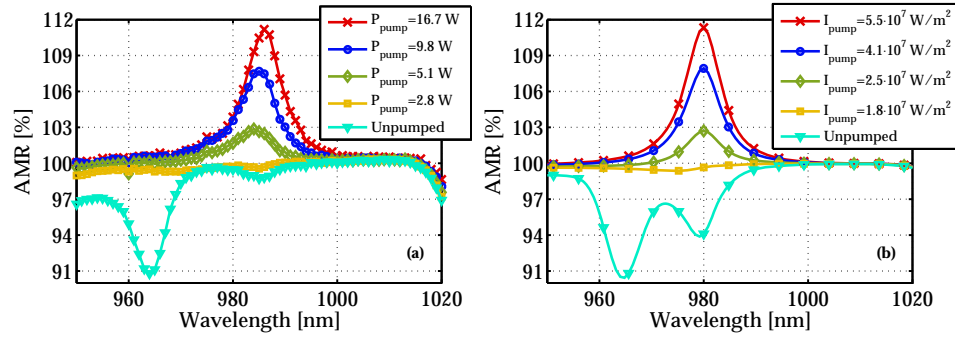 112
109
106
103
100
97
94
91
AMR [%]
960
980
1000
1020
Wavelength [nm]
P_pump=16.7 W
P_pump=9.8 W
P_pump=5.1 W
P_pump=2.8 W
Unpumped
(a)
112
109
106
103
100
97
94
91
AMR [%]
960
980
1000
1020
Wavelength [nm]
I_pump=5.5·10^7 W/m^2
I_pump=4.1·10^7 W/m^2
I_pump=2.5·10^7 W/m^2
I_pump=1.8·10^7 W/m^2
Unpumped
(b)